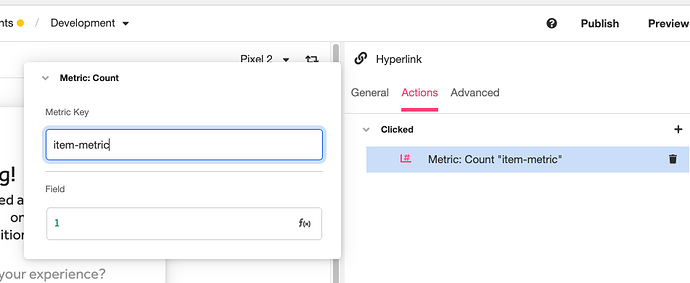 nts / Development Publish Preview
Pixel 2 Hyperlink
General Actions Advanced
Metric: Count
Metric Key
item-metric
Field
1 f(x)
Clicked +
Metric: Count "item-metric"
g!
ed a
on
ition
your experience?